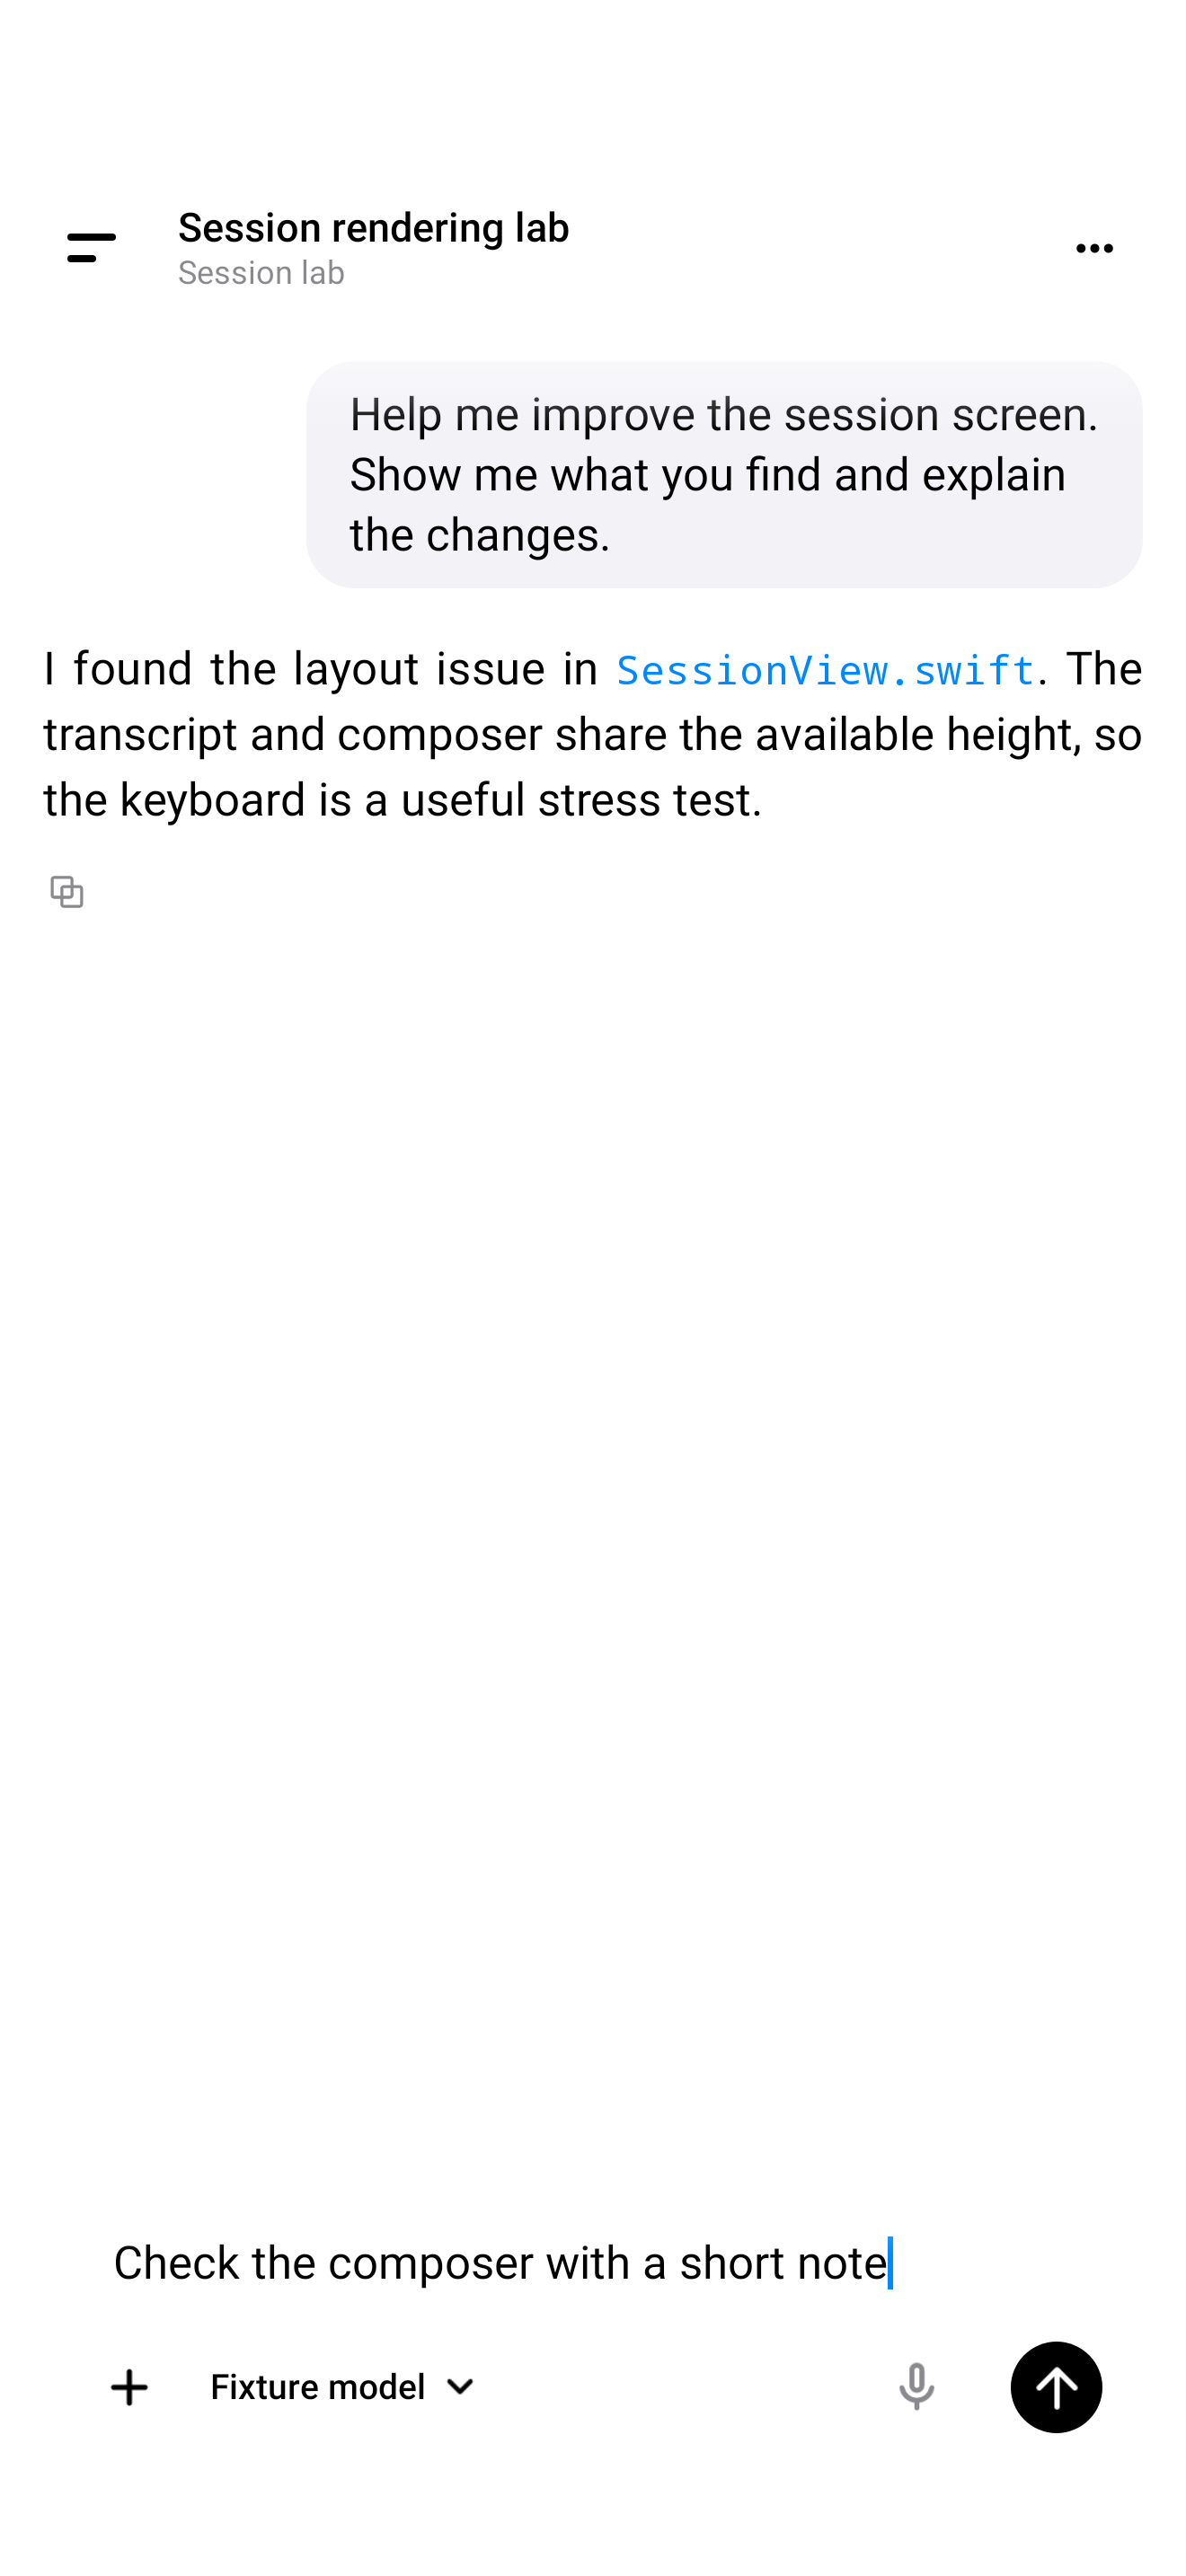 Session rendering lab
Session lab
Help me improve the session screen.
Show me what you find and explain
the changes.
I found the layout issue in SessionView.swift. The
transcript and composer share the available height, so
the keyboard is a useful stress test.
Check the composer with a short note
Fixture model